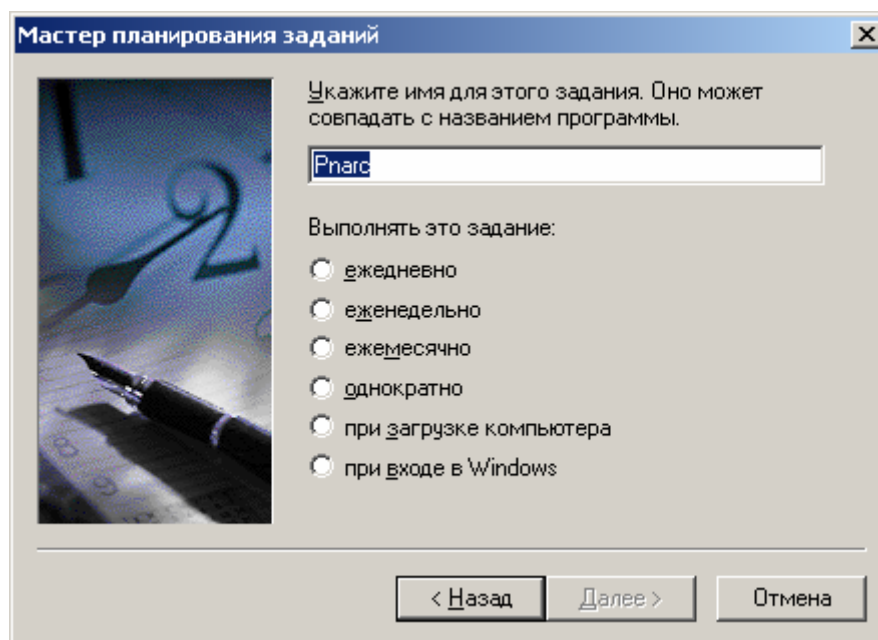 Мастер планирования заданий
Укажите имя для этого задания. Оно может
совпадать с названием программы.
Pnarc
Выполнять это задание:
ежедневно
еженедельно
ежемесячно
однократно
при загрузке компьютера
при входе в Windows
< Назад
Далее >
Отмена